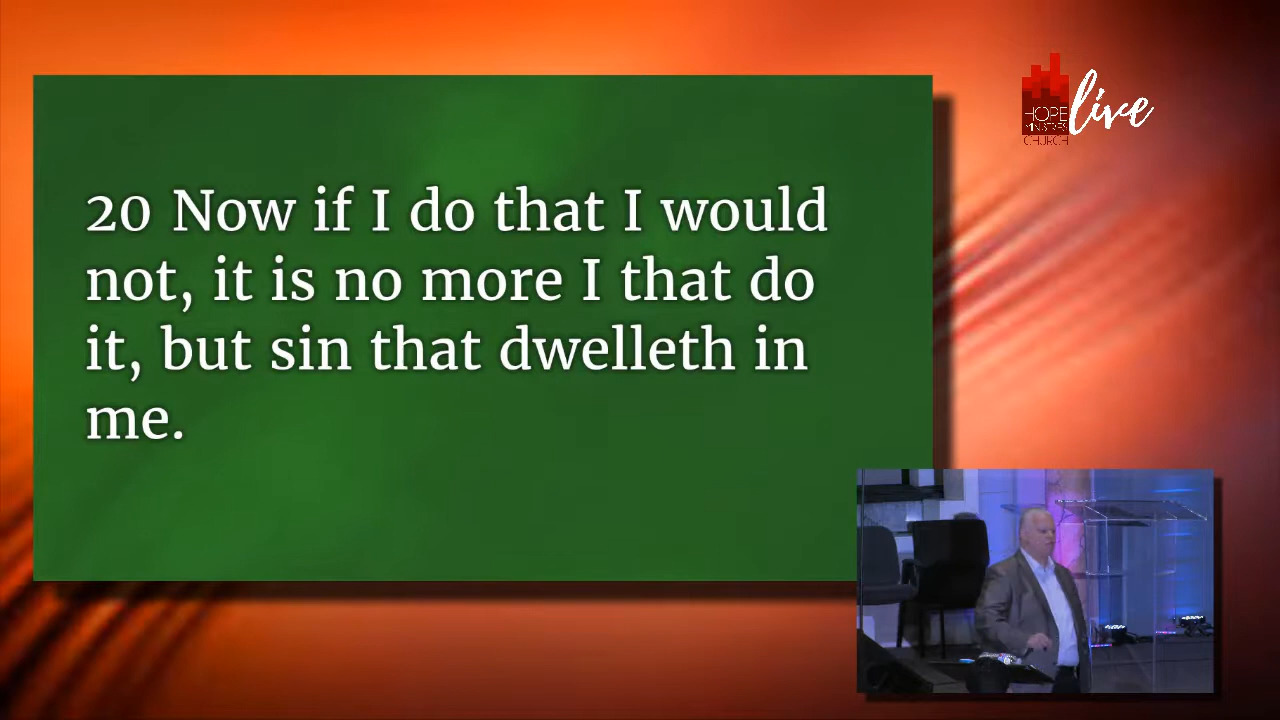 20 Now if I do that I would
not, it is no more I that do
it, but sin that dwelleth in
me.
HOPE
MINISTRIES
CHURCH
live